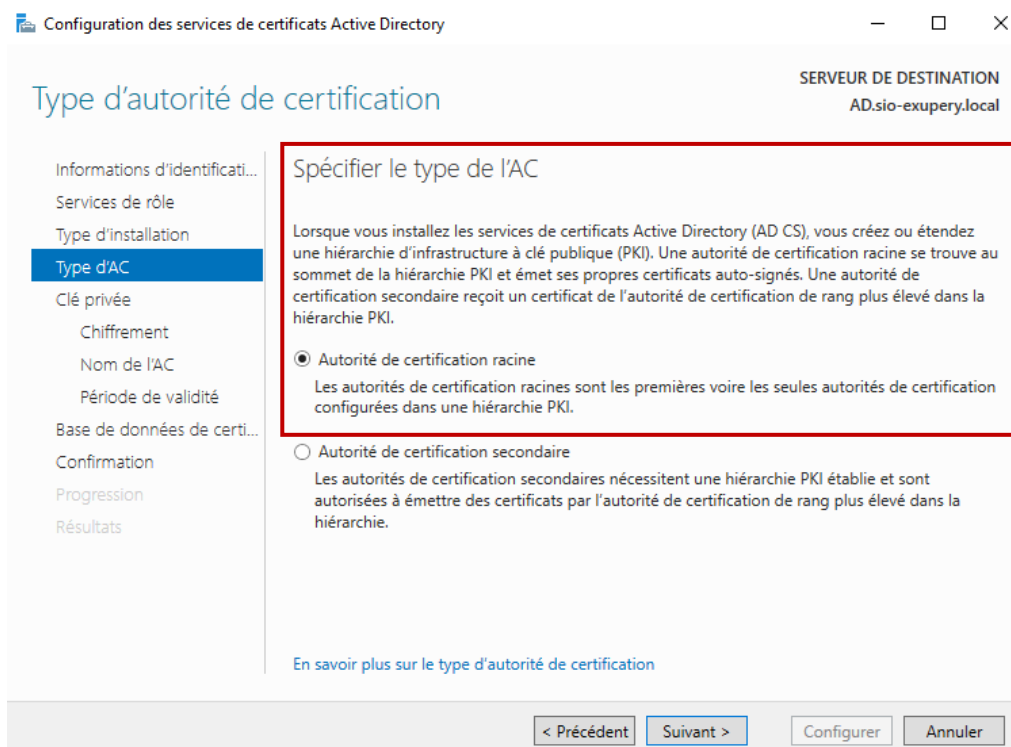 Configuration des services de certificats Active Directory
SERVEUR DE DESTINATION
AD.sio-exupery.local
Type d’autorité de certification
Informations d’identificati...
Services de rôle
Type d’installation
Type d’AC
Clé privée
Chiffrement
Nom de l’AC
Période de validité
Base de données de certi...
Confirmation
Progression
Résultats
Spécifier le type de l’AC
Lorsque vous installez les services de certificats Active Directory (AD CS), vous créez ou étendez
une hiérarchie d’infrastructure à clé publique (PKI). Une autorité de certification racine se trouve au
sommet de la hiérarchie PKI et émet ses propres certificats auto-signés. Une autorité de
certification secondaire reçoit un certificat de l’autorité de certification de rang plus élevé dans la
hiérarchie PKI.
Autorité de certification racine
Les autorités de certification racines sont les premières voire les seules autorités de certification
configurées dans une hiérarchie PKI.
Autorité de certification secondaire
Les autorités de certification secondaires nécessitent une hiérarchie PKI établie et sont
autorisées à émettre des certificats par l’autorité de certification de rang plus élevé dans la
hiérarchie.
En savoir plus sur le type d’autorité de certification
< Précédent
Suivant >
Configurer
Annuler